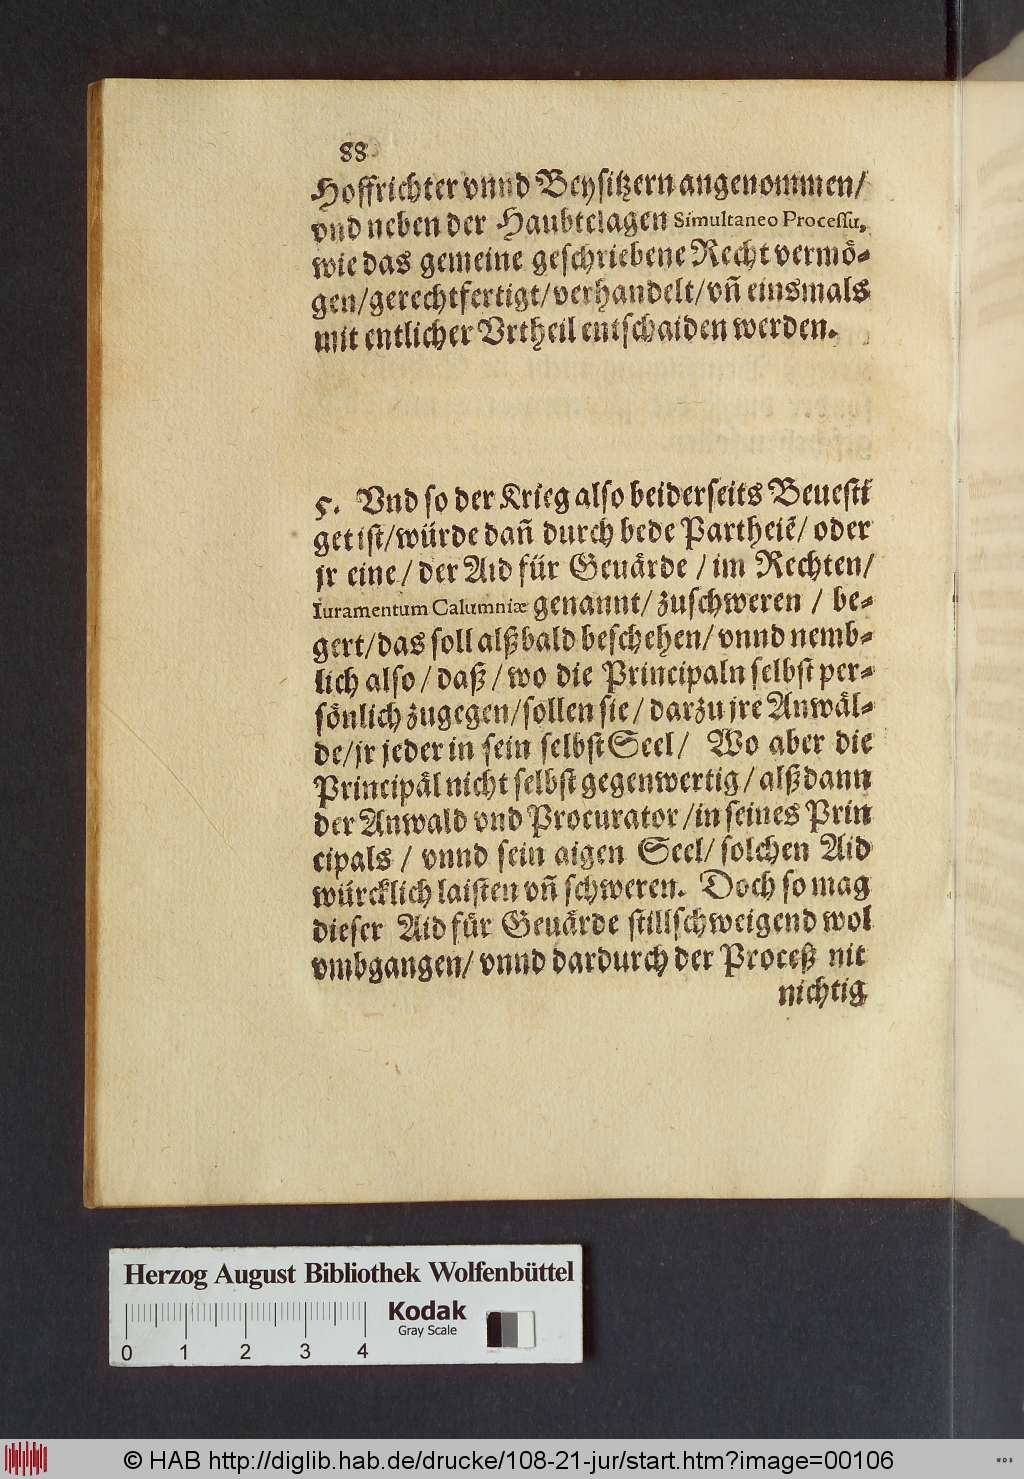 88
Hoffrichter vnnd Beysitzern angenommen/
vnd neben der Haubtclagen Simultaneo Processu,
wie das gemeine geschriebene Recht vermö-
gen/gerechtfertigt/verhandelt/vn̄ einsmals
mit entlicher Vrtheil entschaiden werden.
5. Vnd so der Krieg also beiderseits Beuesti
get ist/würde dan̄ durch bede Partheiẽ/ oder
jr eine/ der Aid für Geuärde / im Rechten/
Iuramentum Calumniæ genannt/ zuschweren / be-
gert/das soll alßbald beschehen/ vnnd nemb-
lich also / daß / wo die Principaln selbst per-
sönlich zugegen/sollen sie/ darzu jre Anwäl-
de/jr jeder in sein selbst Seel/ Wo aber die
Principäl nicht selbst gegenwertig/ alßdann
der Anwald vnd Procurator /in seines Prin
cipals / vnnd sein aigen Seel/ solchen Aid
würcklich laisten vn̄ schweren. Doch so mag
dieser Aid für Geuärde stillschweigend wol
vmbgangen/ vnnd dardurch der Proceß nit
nichtig
Herzog August Bibliothek Wolfenbüttel
Kodak
Gray Scale
0 1 2 3 4
© HAB http://diglib.hab.de/drucke/108-21-jur/start.htm?image=00106